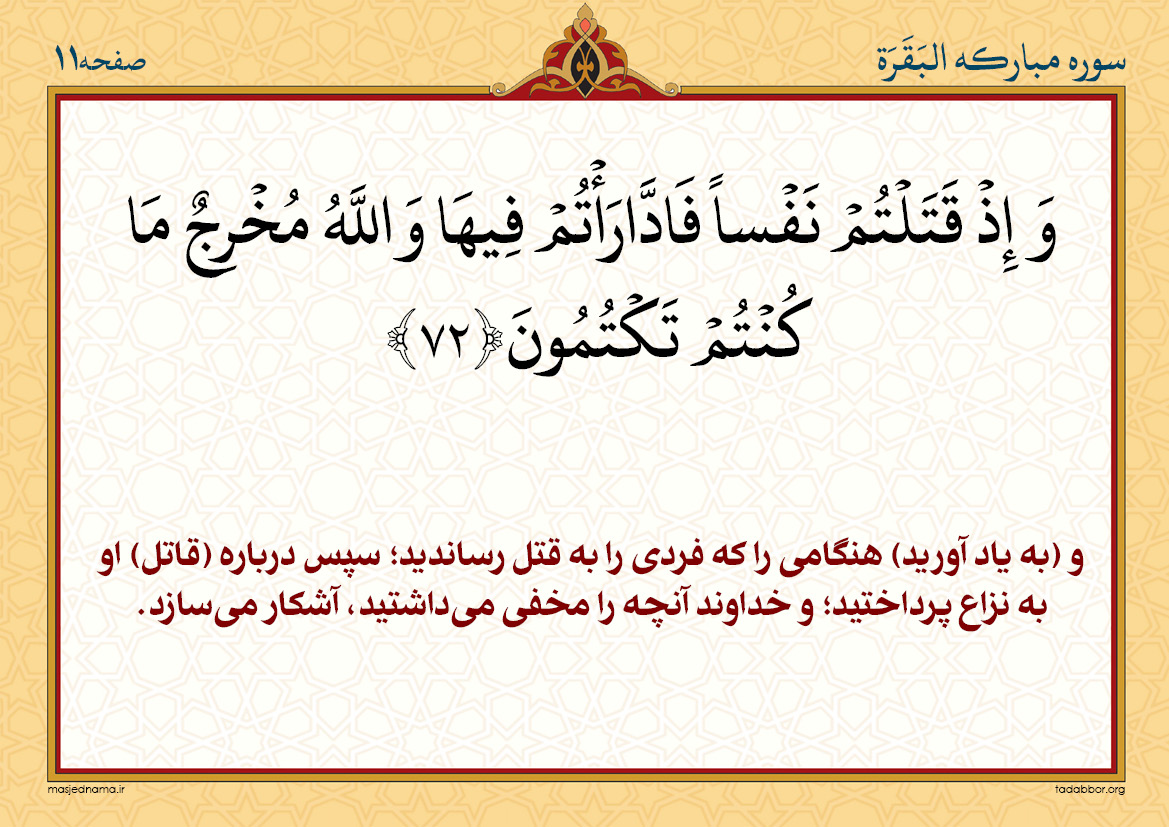 سوره مبارکه البَقَرَة
صفحه۱۱
وَ إِذْ قَتَلْتُمْ نَفْساً فَادَّارَأْتُمْ فِيهَا وَ اللَّهُ مُخْرِجٌ مَا
كُنْتُمْ تَكْتُمُونَ﴿۷۲﴾
و (به یاد آورید) هنگامی را که فردی را به قتل رساندید؛ سپس درباره (قاتل) او
به نزاع پرداختید؛ و خداوند آنچه را مخفی می‌داشتید، آشکار می‌سازد.
masjednama.ir
tadabbor.org